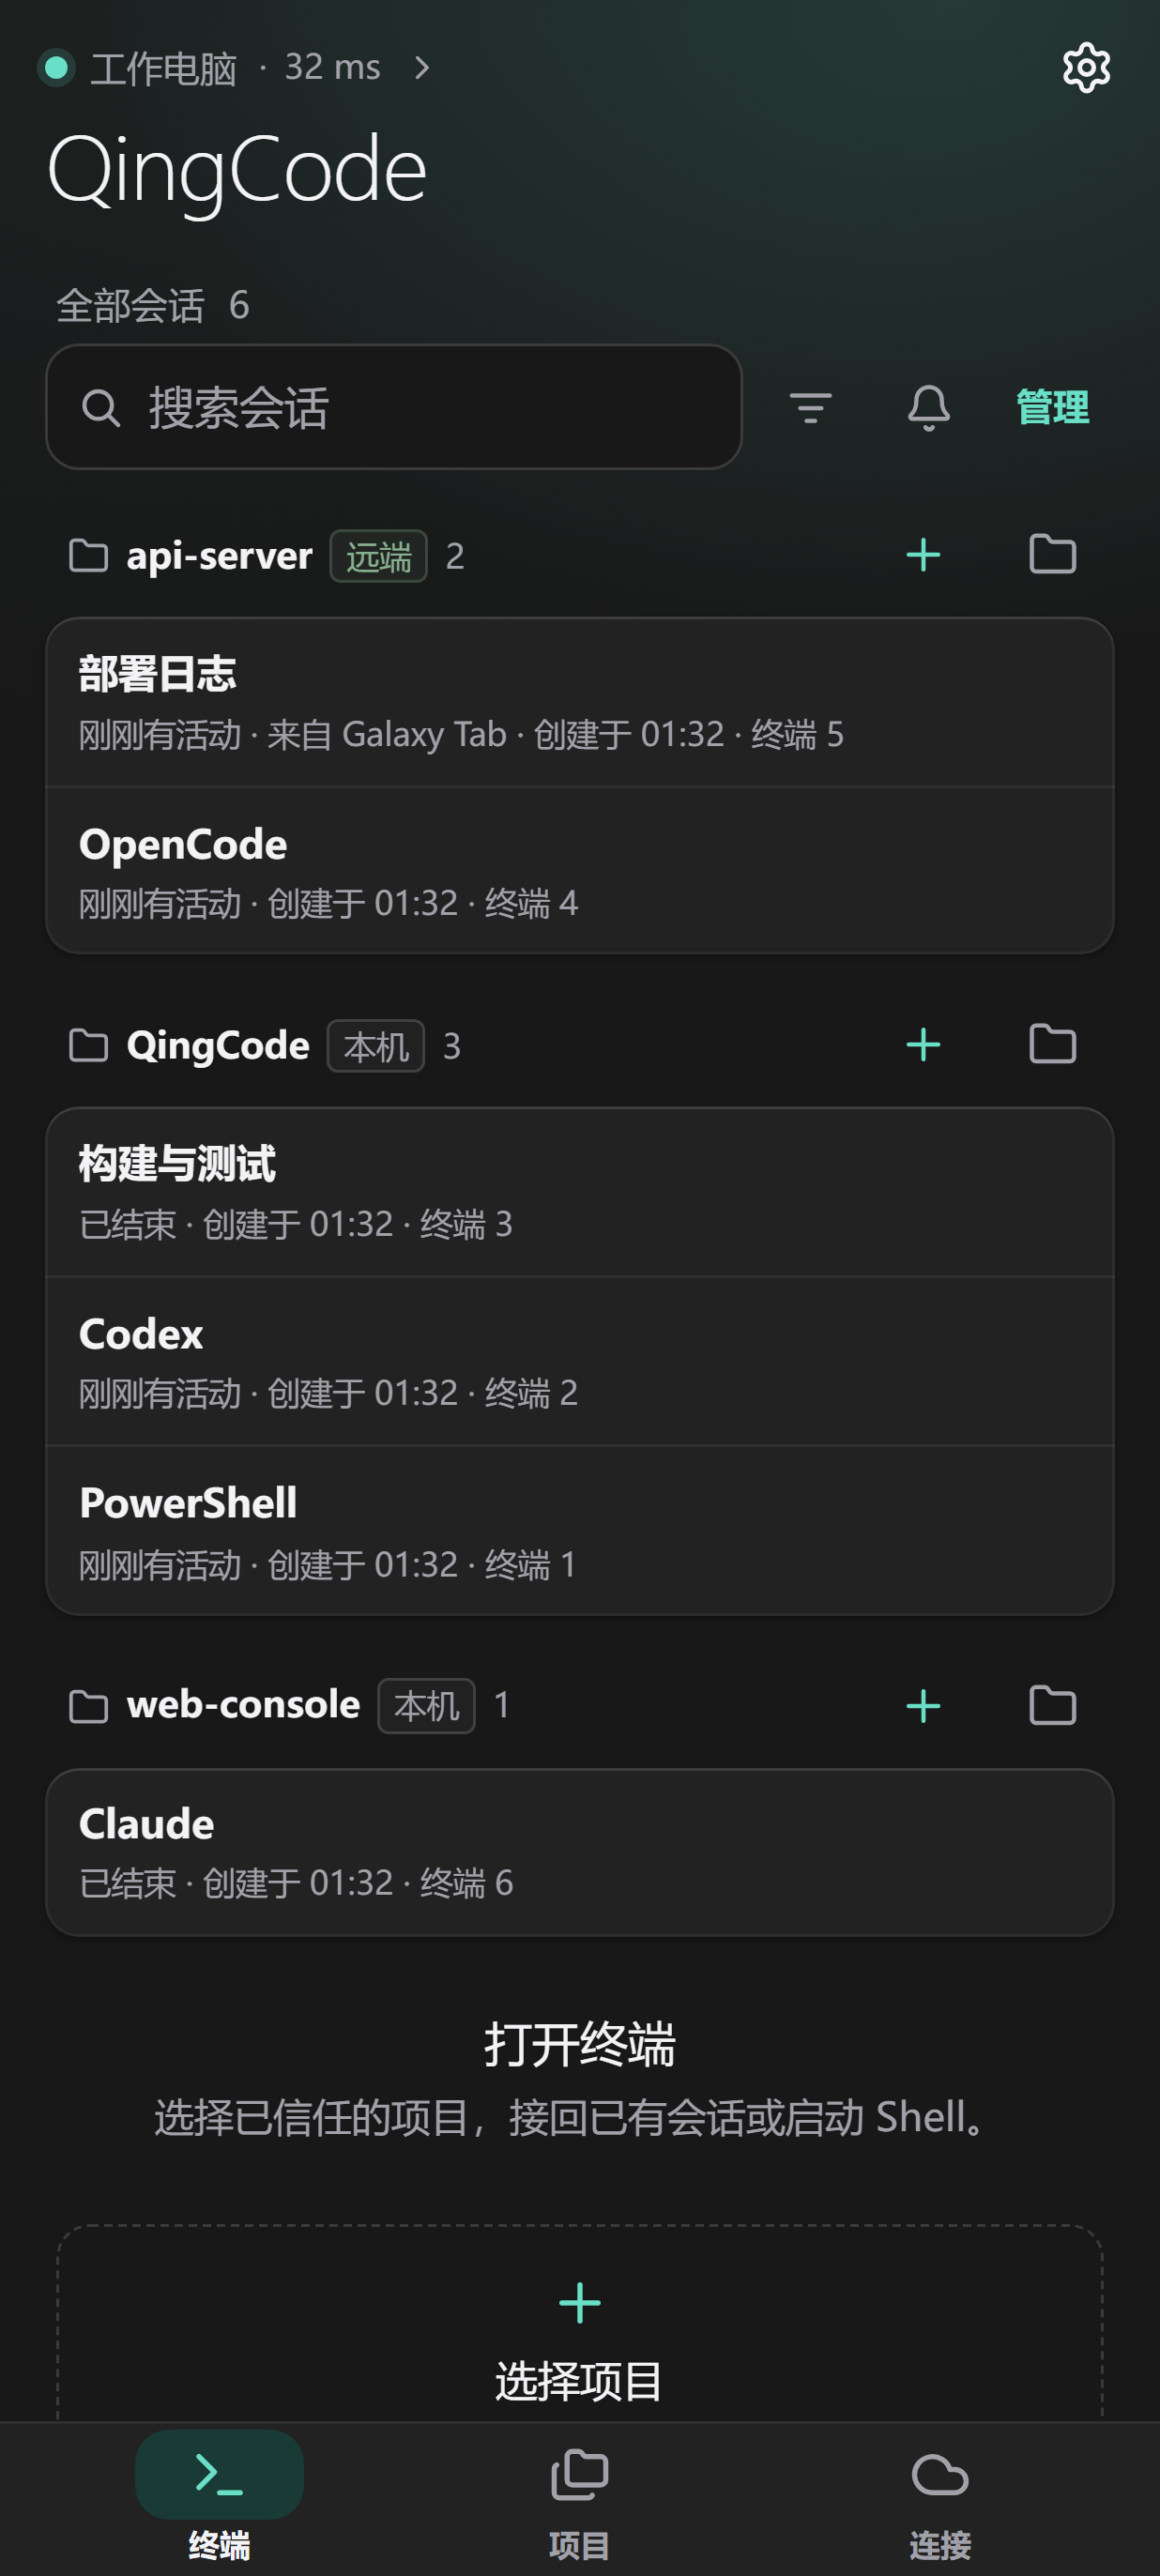 工作电脑 · 32 ms
QingCode
全部会话 6
搜索会话 管理
api-server 远端 2
部署日志
刚刚有活动 · 来自 Galaxy Tab · 创建于 01:32 · 终端 5
OpenCode
刚刚有活动 · 创建于 01:32 · 终端 4
QingCode 本机 3
构建与测试
已结束 · 创建于 01:32 · 终端 3
Codex
刚刚有活动 · 创建于 01:32 · 终端 2
PowerShell
刚刚有活动 · 创建于 01:32 · 终端 1
web-console 本机 1
Claude
已结束 · 创建于 01:32 · 终端 6
打开终端
选择已信任的项目，接回已有会话或启动 Shell。
选择项目
终端 项目 连接